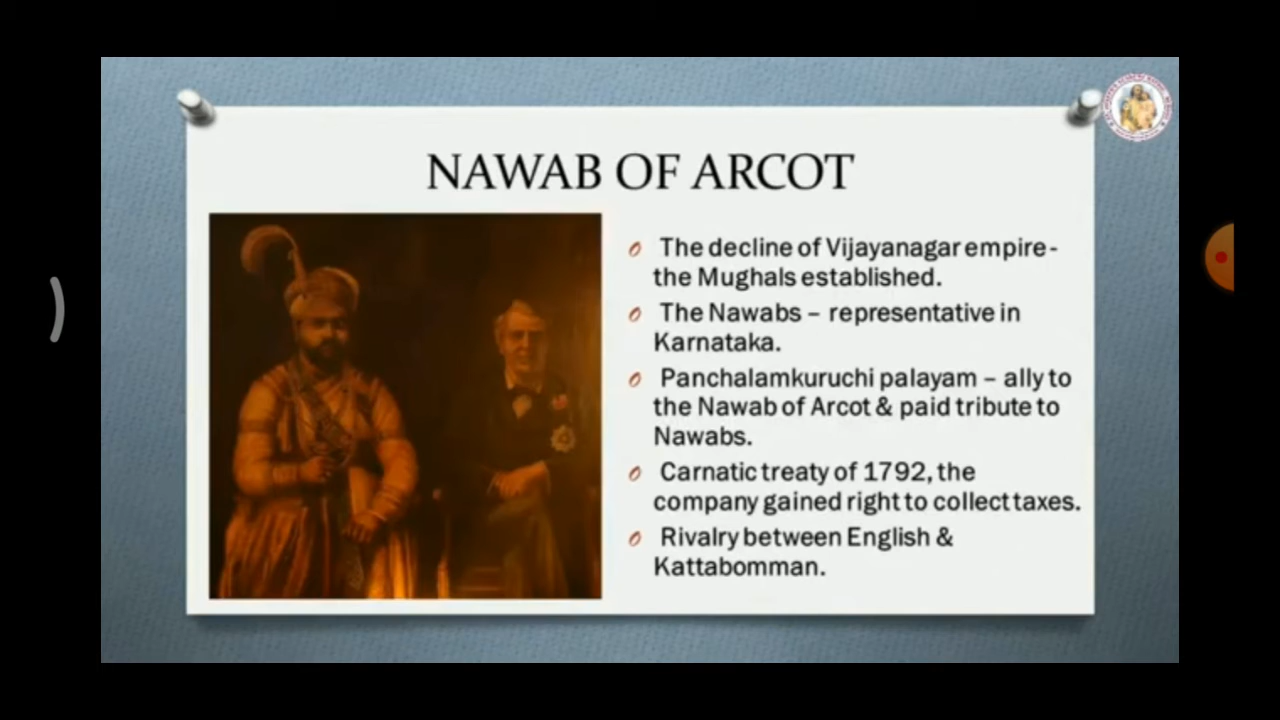 NAWAB OF ARCOT
The decline of Vijayanagar empire -
the Mughals established.
The Nawabs – representative in
Karnataka.
Panchalamkuruchi palayam – ally to
the Nawab of Arcot & paid tribute to
Nawabs.
Carnatic treaty of 1792, the
company gained right to collect taxes.
Rivalry between English &
Kattabomman.